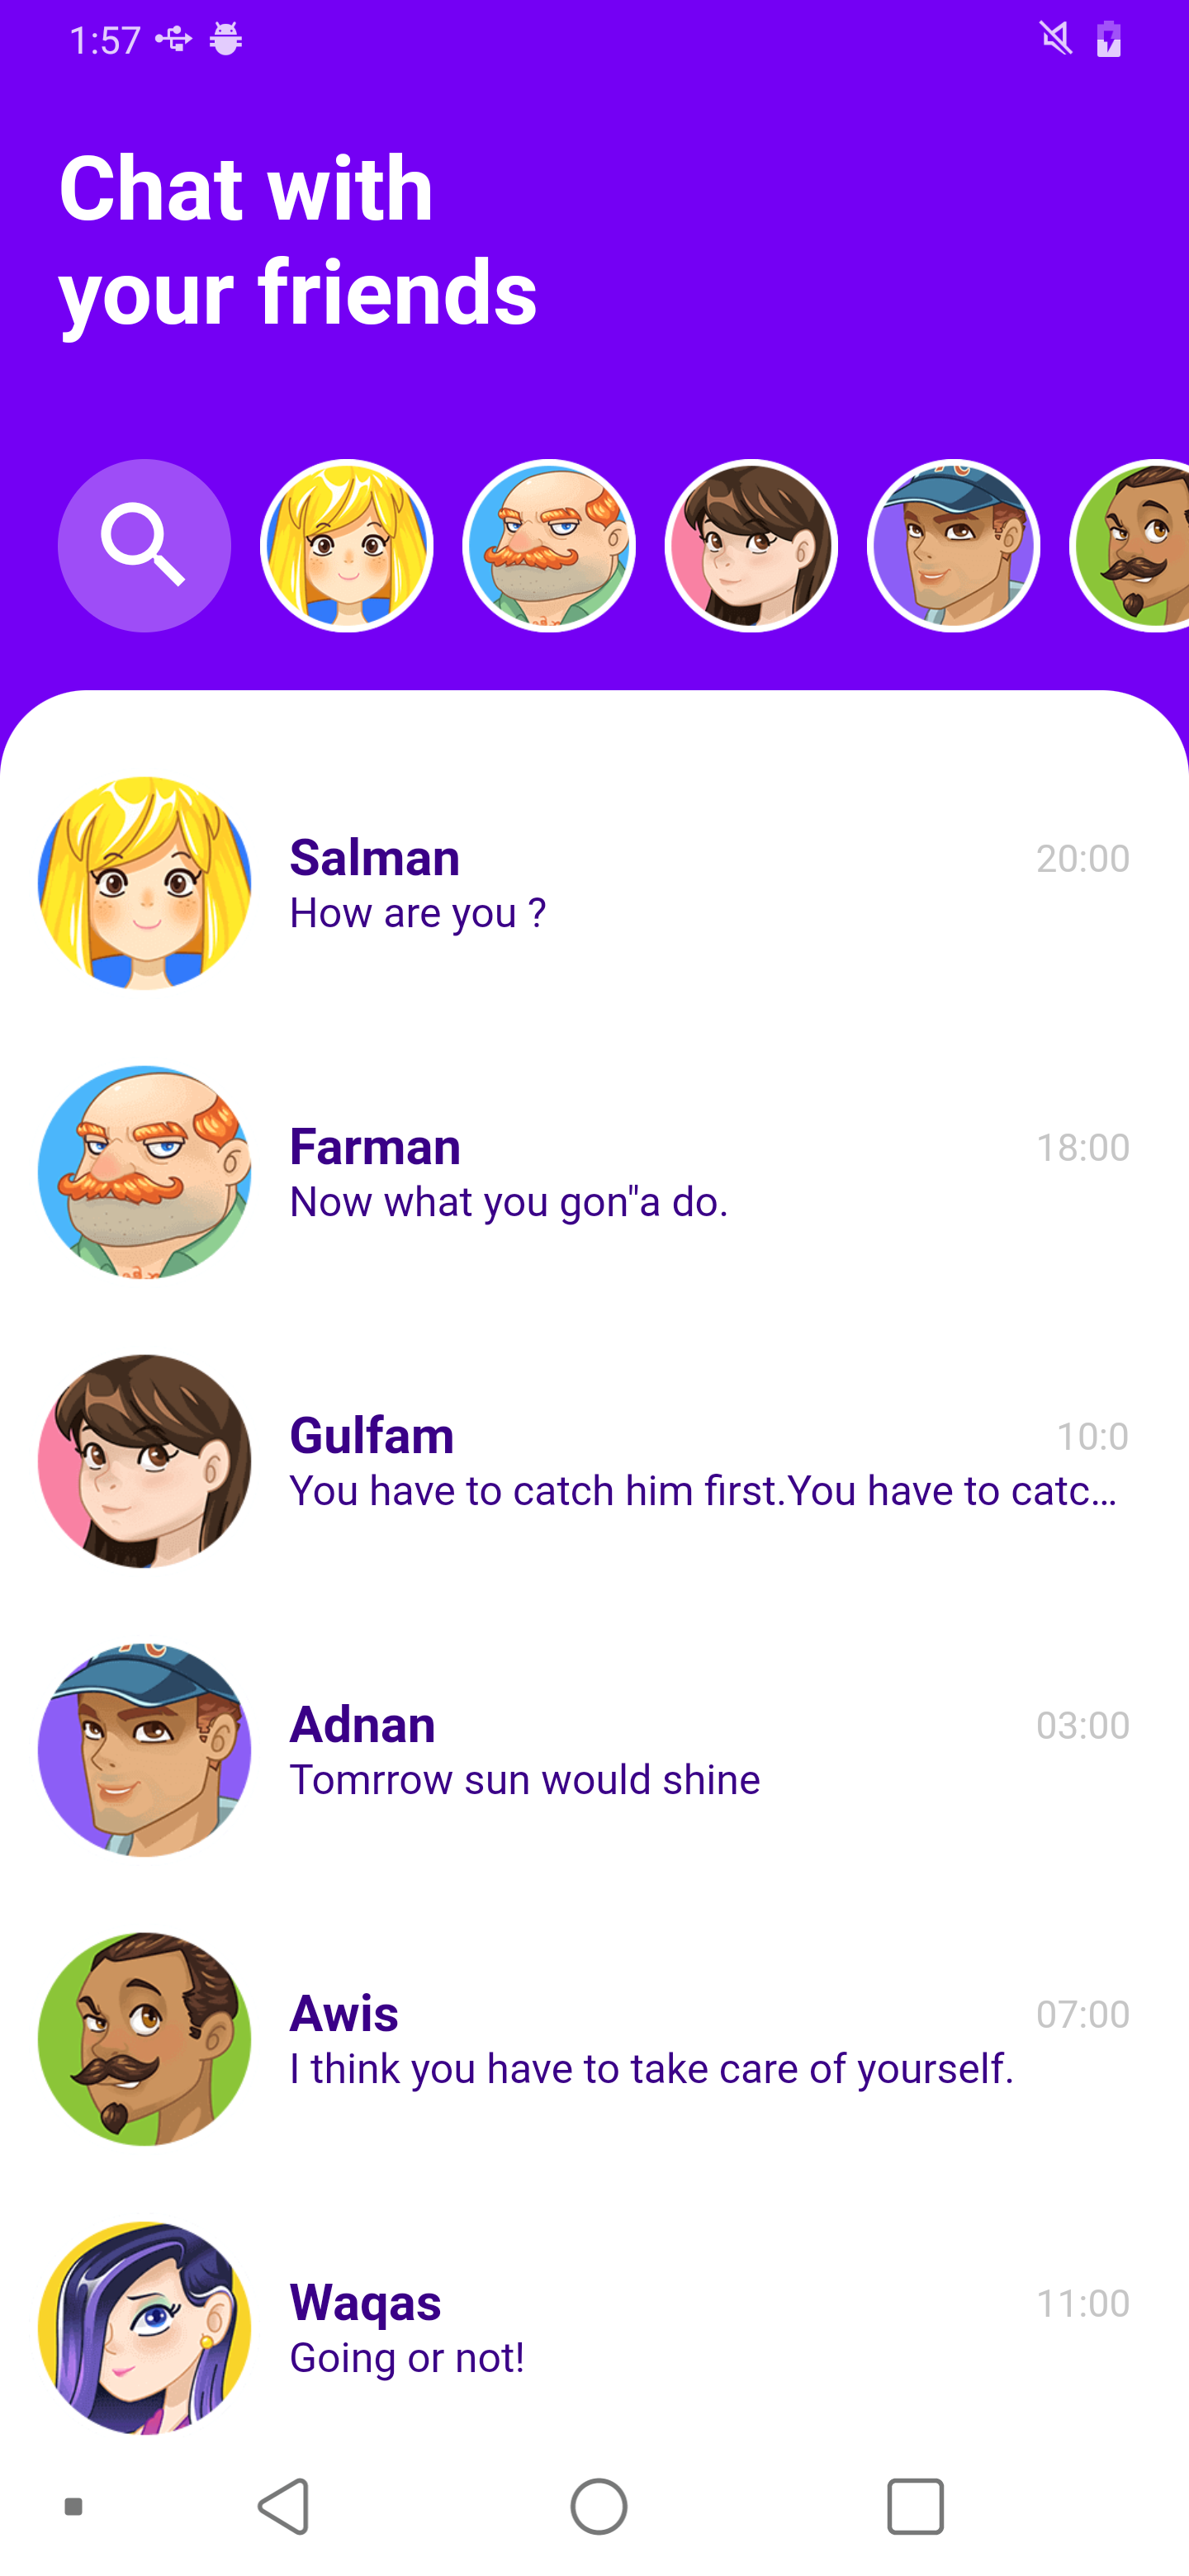 1:57
Chat with
your friends
Salman
20:00
How are you ?
Farman
18:00
Now what you gon"a do.
Gulfam
10:0
You have to catch him first.You have to catc...
Adnan
03:00
Tomrrow sun would shine
Awis
07:00
I think you have to take care of yourself.
Waqas
11:00
Going or not!